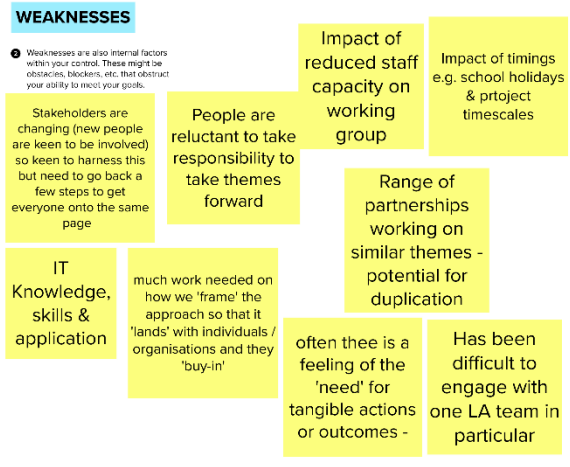 WEAKNESSES
2 Weaknesses are also internal factors
within your control. These might be
obstacles, blockers, etc. that obstruct
your ability to meet your goals.
Impact of
reduced staff
capacity on
working
group
Impact of timings
e.g. school holidays
& prtoject
timescales
Stakeholders are
changing (new people
are keen to be involved)
so keen to harness this
but need to go back a
few steps to get
everyone onto the same
page
People are
reluctant to take
responsibility to
take themes
forward
Range of
partnerships
working on
similar themes -
potential for
duplication
IT
Knowledge,
skills &
application
much work needed on
how we 'frame' the
approach so that it
'lands' with individuals /
organisations and they
'buy-in'
often thee is a
feeling of the
'need' for
tangible actions
or outcomes -
Has been
difficult to
engage with
one LA team in
particular